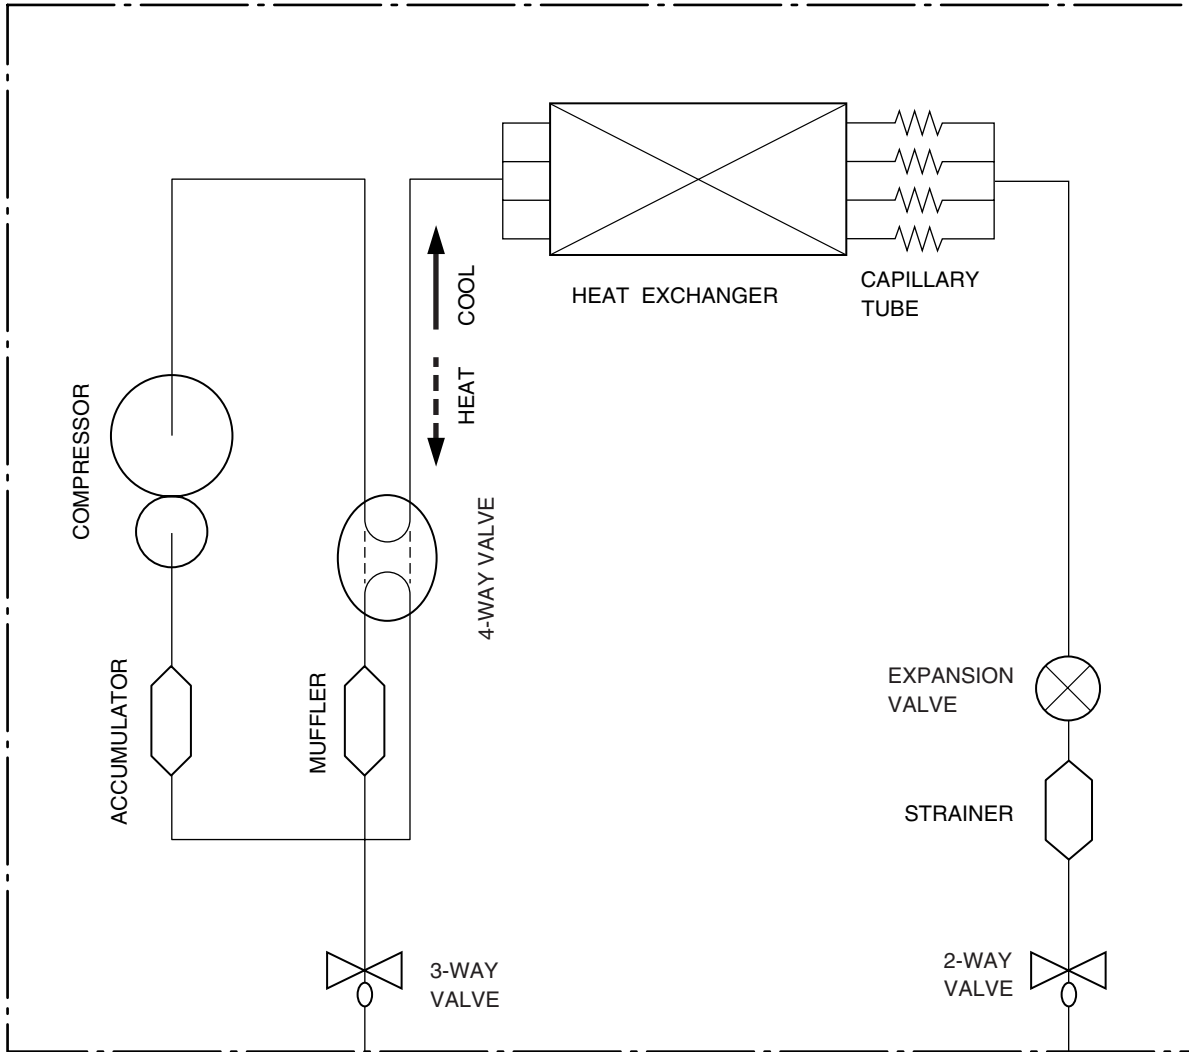 HEAT EXCHANGER
CAPILLARY
TUBE
COOL
HEAT
COMPRESSOR
4-WAY VALVE
ACCUMULATOR
MUFFLER
EXPANSION
VALVE
STRAINER
3-WAY
VALVE
2-WAY
VALVE